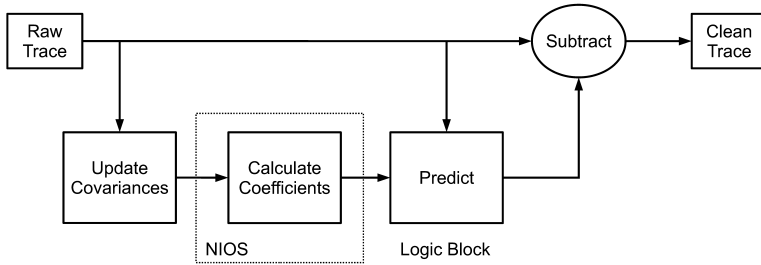 Raw
Trace
Subtract
Clean
Trace
Update
Covariances
Calculate
Coefficients
Predict
NIOS
Logic Block